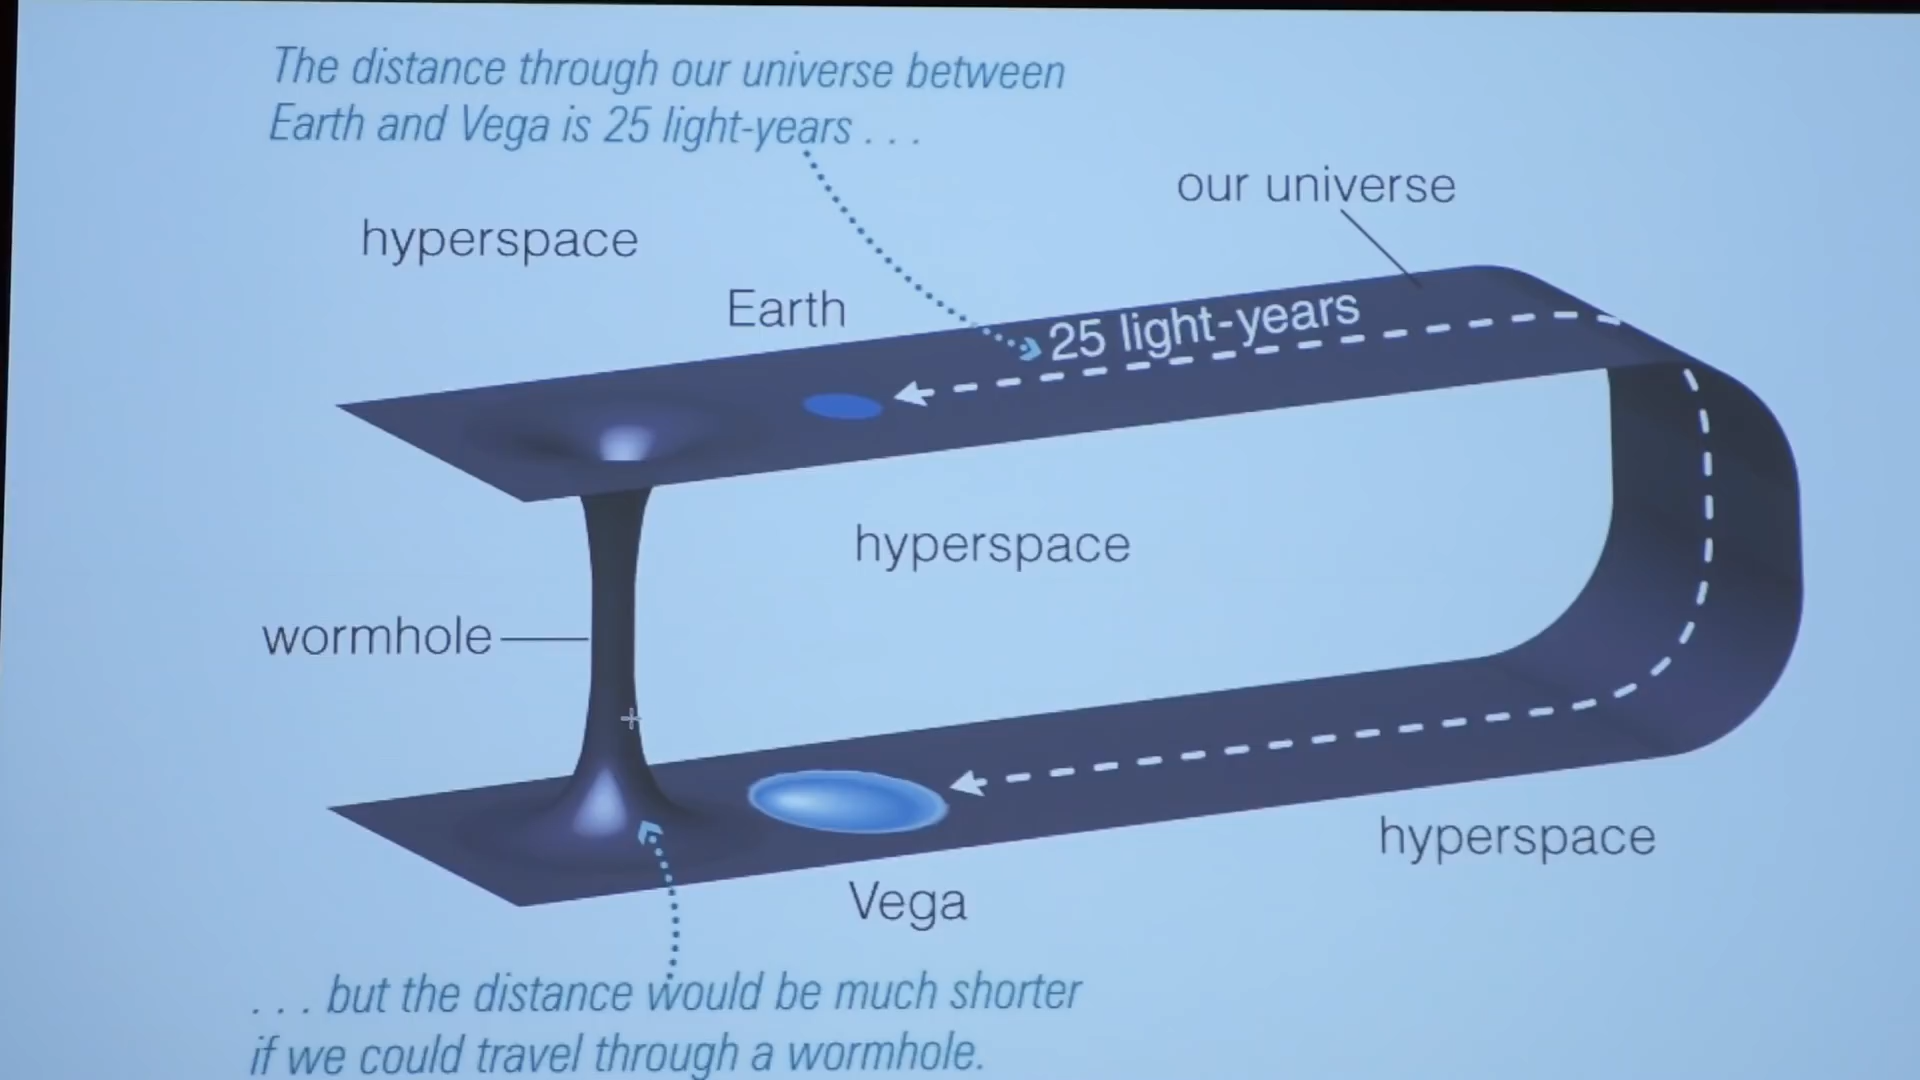 The distance through our universe between
Earth and Vega is 25 light-years . . .
our universe
hyperspace
Earth
25 light-years
hyperspace
wormhole
hyperspace
Vega
. . . but the distance would be much shorter
if we could travel through a wormhole.